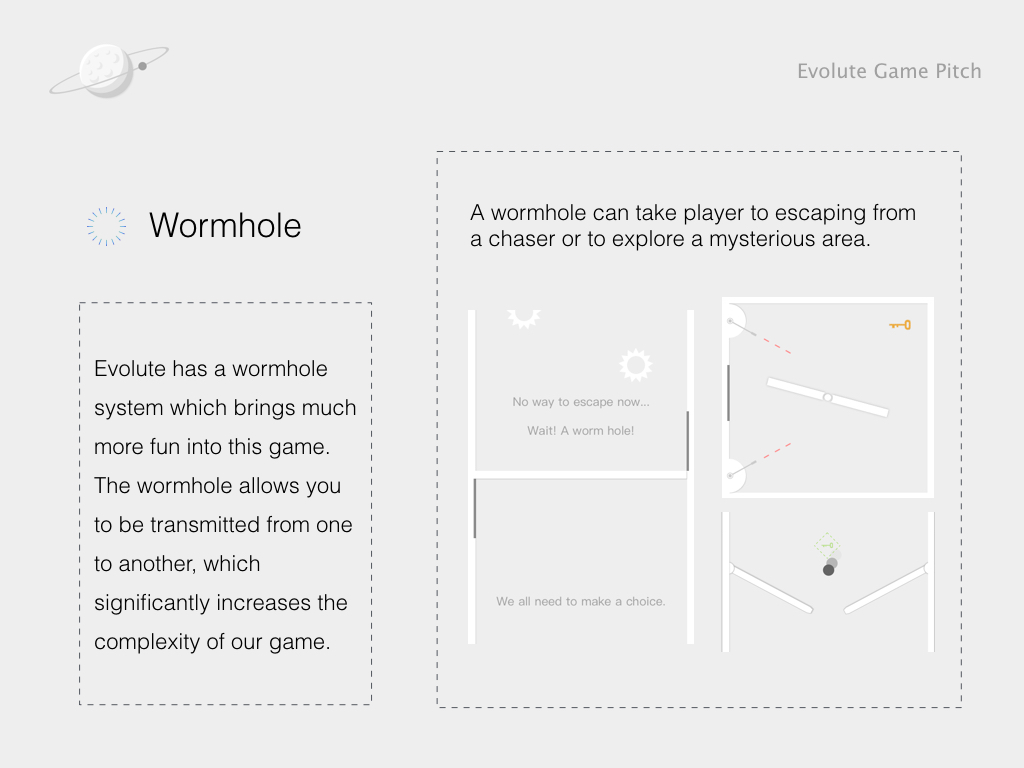 Evolute Game Pitch
Wormhole
Evolute has a wormhole
system which brings much
more fun into this game.
The wormhole allows you
to be transmitted from one
to another, which
significantly increases the
complexity of our game.
A wormhole can take player to escaping from
a chaser or to explore a mysterious area.
No way to escape now...
Wait! A worm hole!
We all need to make a choice.